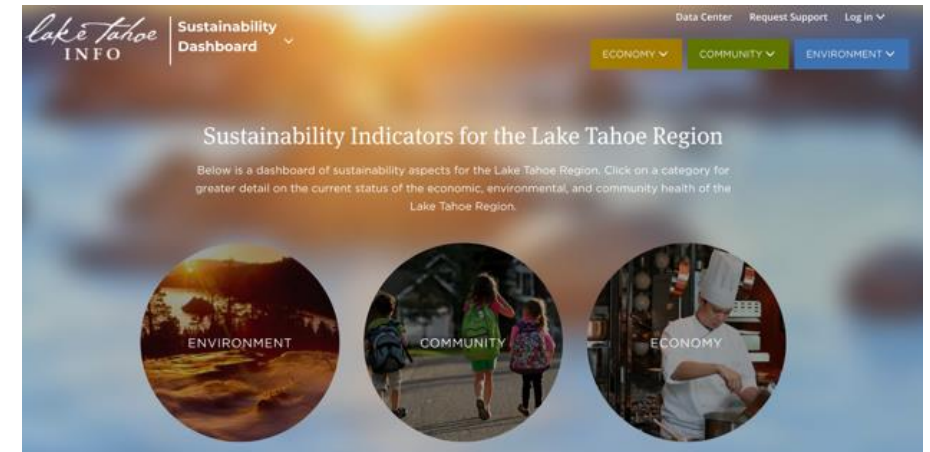 Data Center Request Support Log in
lake Tahoe
INFO
Sustainability
Dashboard
ECONOMY COMMUNITY ENVIRONMENT
Sustainability Indicators for the Lake Tahoe Region
Below is a dashboard of sustainability aspects for the Lake Tahoe Region. Click on a category for
greater detail on the current status of the economic, environmental, and community health of the
Lake Tahoe Region.
ENVIRONMENT COMMUNITY ECONOMY